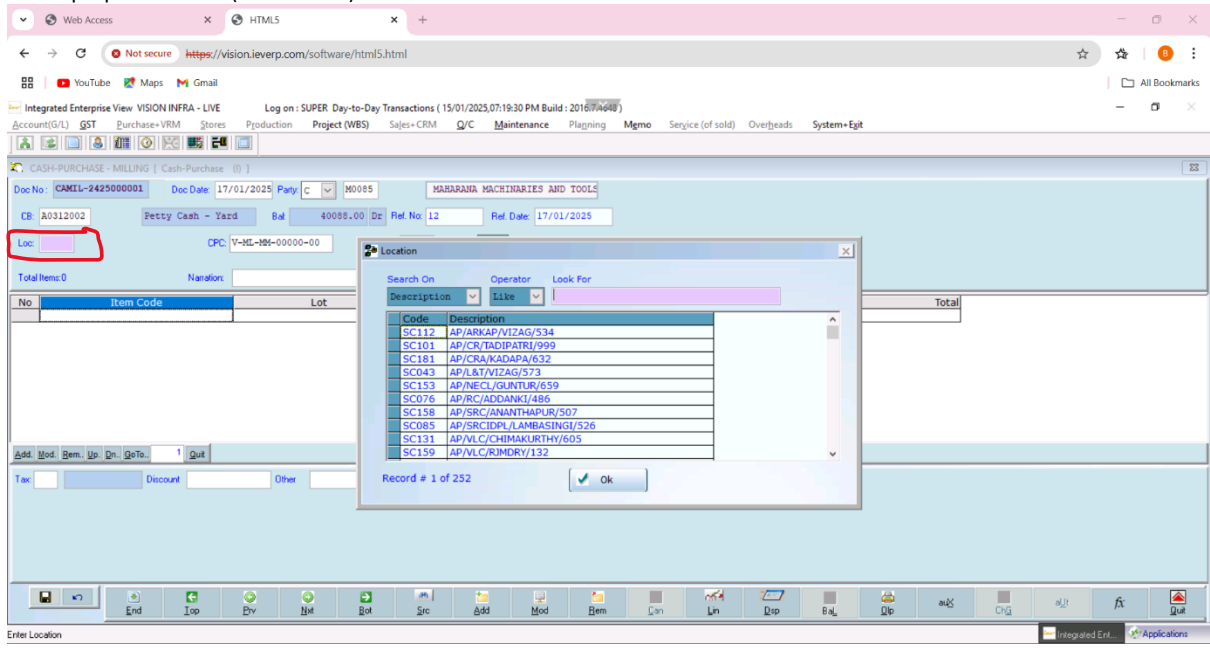 Web Access × HTML5 × +
Not secure https://vision.ieverp.com/software/html5.html B
YouTube Maps Gmail All Bookmarks
Integrated Enterprise View VISION INFRA - LIVE Log on : SUPER Day-to-Day Transactions ( 15/01/2025,07:19:30 PM Build : 2016.7.4648 )
Account(G/L) GST Purchase+VRM Stores Production Project (WBS) Sales+CRM Q/C Maintenance Planning Memo Service (of sold) Overheads System+Exit
CASH-PURCHASE - MILLING [ Cash-Purchase (I) ]
Doc No : CAMIL-2425000001 Doc Date: 17/01/2025 Party: C M0085 MAHARANA MACHINARIES AND TOOLS
CB: A0312002 Petty Cash - Yard Bal: 40088.00 Dr Ref. No: 12 Ref. Date: 17/01/2025
Loc: CPC: V-ML-MM-00000-00
Total Items:0 Narration:
No Item Code Lot Total
Location
Search On Operator Look For
Description Like
Code Description
SC112 AP/ARKAP/VIZAG/534
SC101 AP/CR/TADIPATRI/999
SC181 AP/CRA/KADAPA/632
SC043 AP/L&T/VIZAG/573
SC153 AP/NECL/GUNTUR/659
SC076 AP/RC/ADDANKI/486
SC158 AP/SRC/ANANTHAPUR/507
SC085 AP/SRCIDPL/LAMBASINGI/526
SC131 AP/VLC/CHIMAKURTHY/605
SC159 AP/VLC/RJMDRY/132
Record # 1 of 252 Ok
Add. Mod. Rem.. Up. Dn.. GoTo.. 1 Quit
Tax: Discount Other
End Top Prv Nxt Bot Src Add Mod Rem Can Lin Dsp BaL Qlp auX ChG aUt fx Quit
Enter Location Integrated Ent... Applications